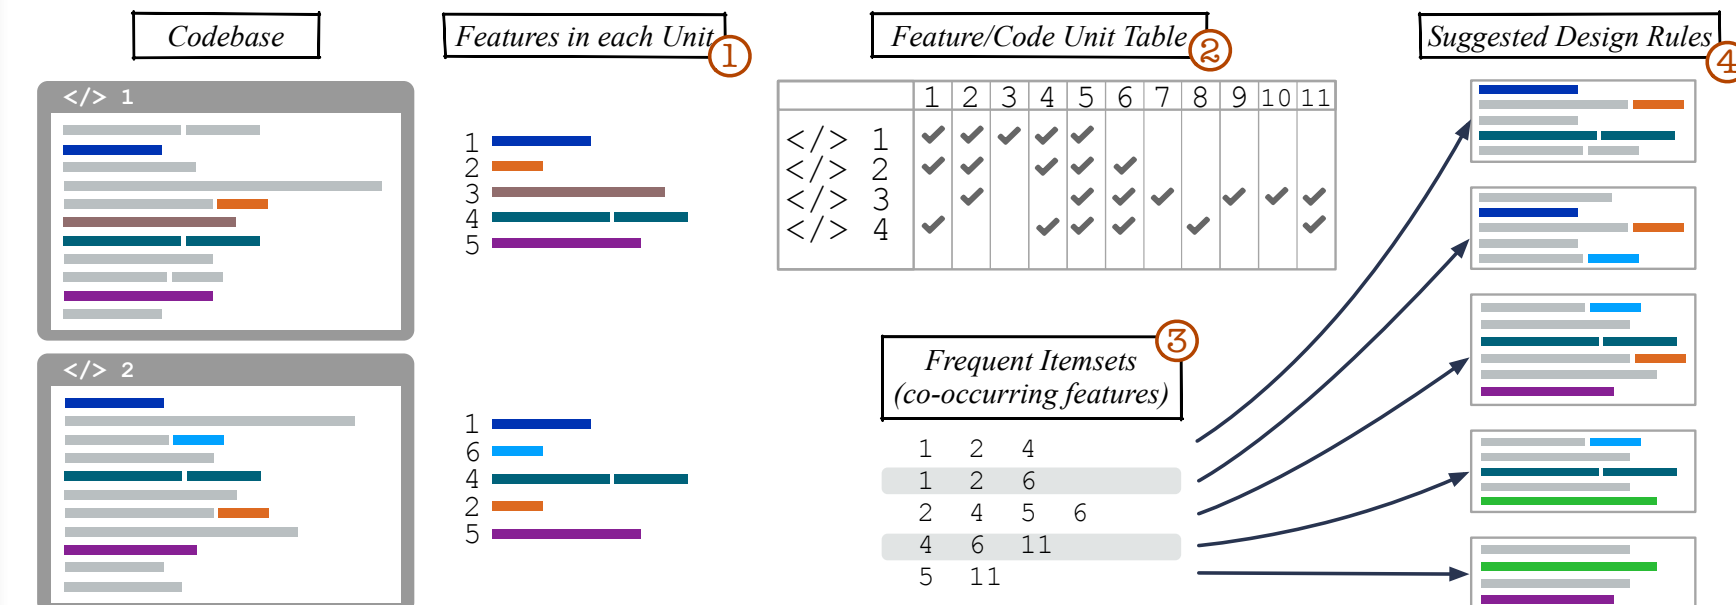 Codebase
Features in each Unit
1
Feature/Code Unit Table
2
Suggested Design Rules
4
</> 1
1
2
3
4
5
1 2 3 4 5 6 7 8 9 10 11
</> 1 ✔ ✔ ✔ ✔ ✔
</> 2 ✔ ✔ ✔ ✔ ✔
</> 3 ✔ ✔ ✔ ✔ ✔ ✔ ✔
</> 4 ✔ ✔ ✔ ✔ ✔ ✔
</> 2
1
6
4
2
5
3
Frequent Itemsets
(co-occurring features)
1 2 4
1 2 6
2 4 5 6
4 6 11
5 11